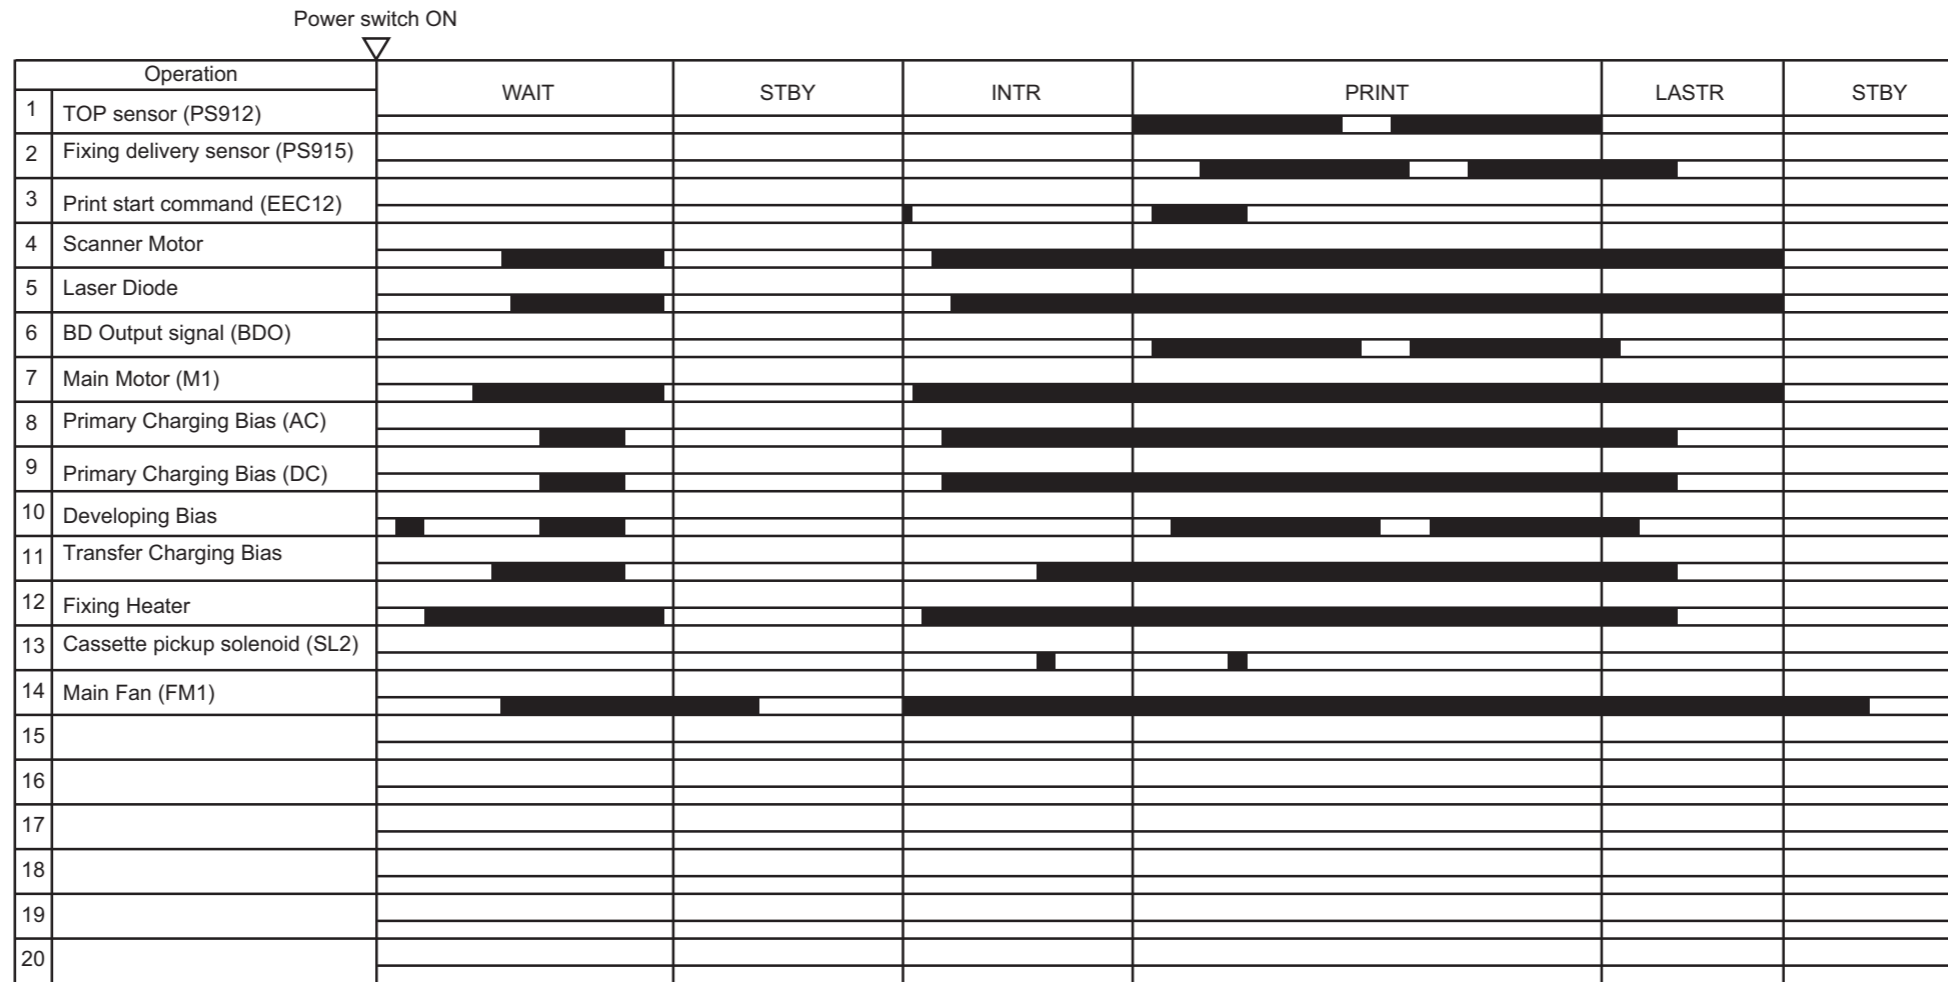 Power switch ON
Operation
WAIT STBY INTR PRINT LASTR STBY
1 TOP sensor (PS912)
2 Fixing delivery sensor (PS915)
3 Print start command (EEC12)
4 Scanner Motor
5 Laser Diode
6 BD Output signal (BDO)
7 Main Motor (M1)
8 Primary Charging Bias (AC)
9 Primary Charging Bias (DC)
10 Developing Bias
11 Transfer Charging Bias
12 Fixing Heater
13 Cassette pickup solenoid (SL2)
14 Main Fan (FM1)
15
16
17
18
19
20